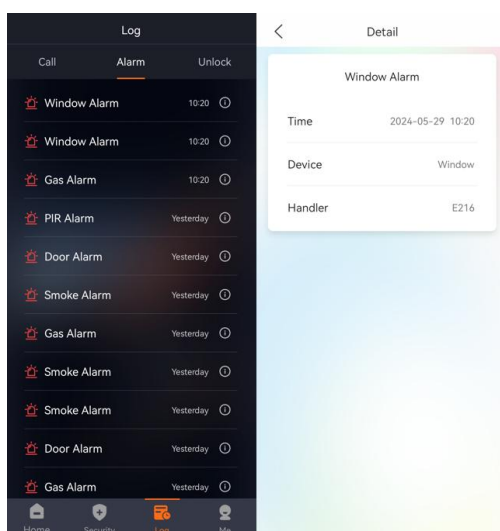 Log
Call Alarm Unlock
Window Alarm 10:20
Window Alarm 10:20
Gas Alarm 10:20
PIR Alarm Yesterday
Door Alarm Yesterday
Smoke Alarm Yesterday
Gas Alarm Yesterday
Smoke Alarm Yesterday
Smoke Alarm Yesterday
Door Alarm Yesterday
Gas Alarm Yesterday
Home Security Log Me
Detail
Window Alarm
Time 2024-05-29 10:20
Device Window
Handler E216